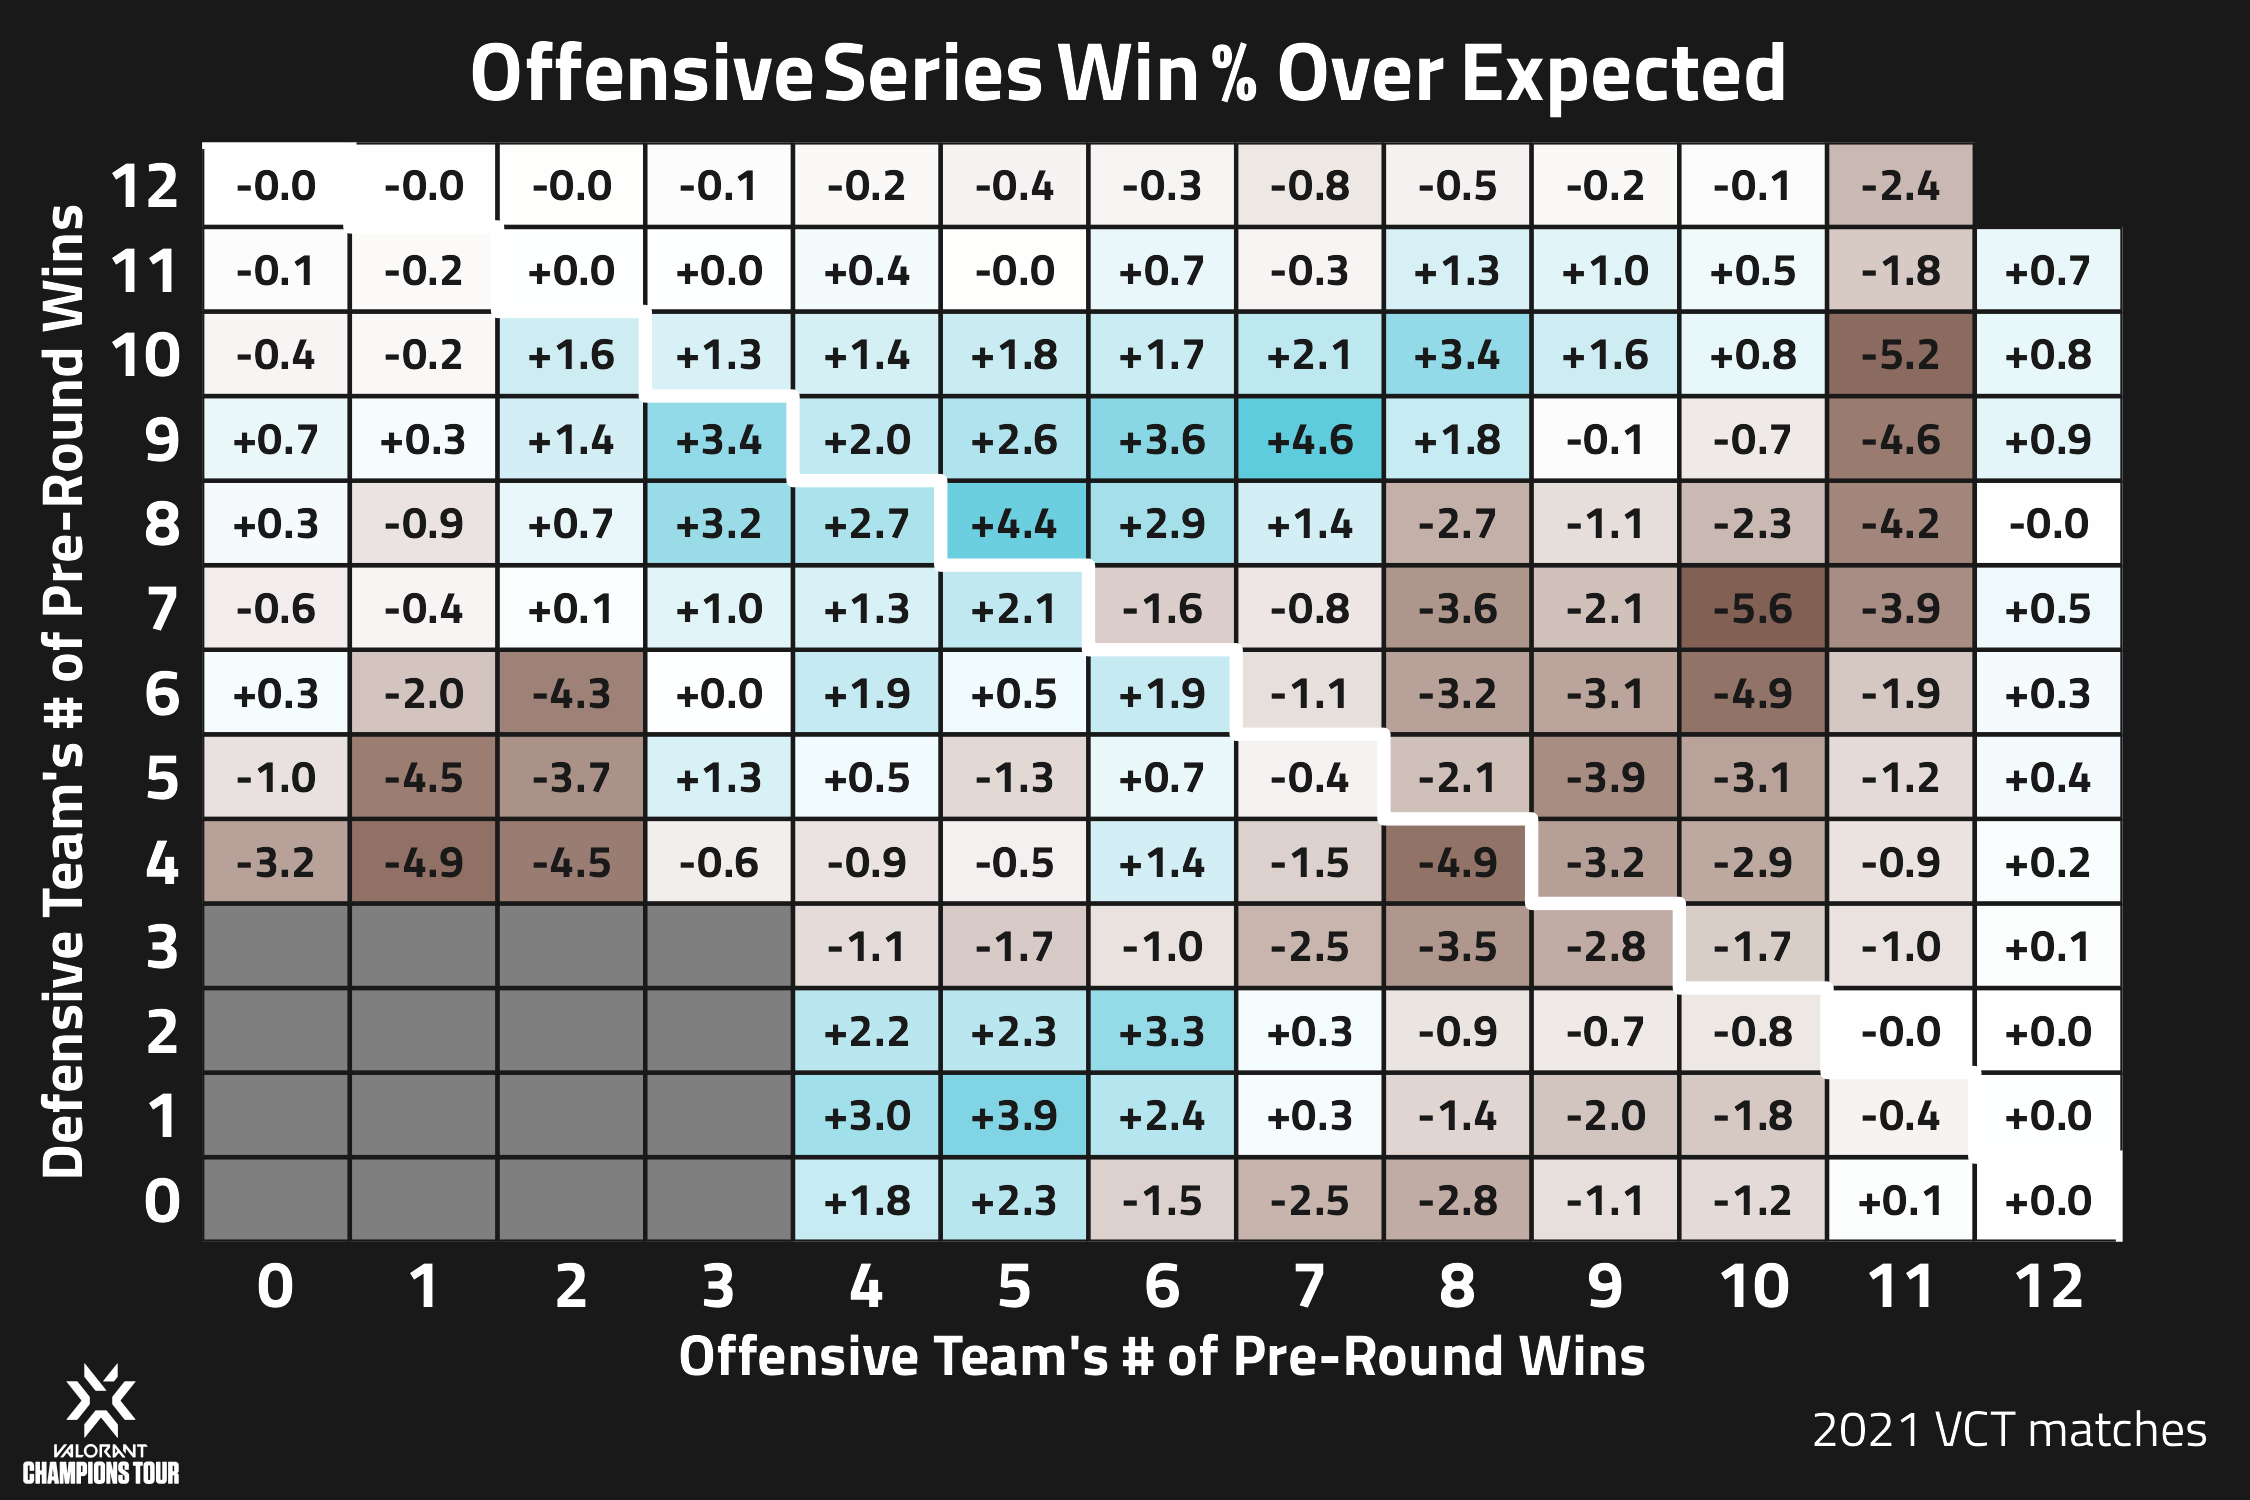 Offensive Series Win % Over Expected
Defensive Team's # of Pre-Round Wins
12 -0.0 -0.0 -0.0 -0.1 -0.2 -0.4 -0.3 -0.8 -0.5 -0.2 -0.1 -2.4
11 -0.1 -0.2 +0.0 +0.0 +0.4 -0.0 +0.7 -0.3 +1.3 +1.0 +0.5 -1.8 +0.7
10 -0.4 -0.2 +1.6 +1.3 +1.4 +1.8 +1.7 +2.1 +3.4 +1.6 +0.8 -5.2 +0.8
9 +0.7 +0.3 +1.4 +3.4 +2.0 +2.6 +3.6 +4.6 +1.8 -0.1 -0.7 -4.6 +0.9
8 +0.3 -0.9 +0.7 +3.2 +2.7 +4.4 +2.9 +1.4 -2.7 -1.1 -2.3 -4.2 -0.0
7 -0.6 -0.4 +0.1 +1.0 +1.3 +2.1 -1.6 -0.8 -3.6 -2.1 -5.6 -3.9 +0.5
6 +0.3 -2.0 -4.3 +0.0 +1.9 +0.5 +1.9 -1.1 -3.2 -3.1 -4.9 -1.9 +0.3
5 -1.0 -4.5 -3.7 +1.3 +0.5 -1.3 +0.7 -0.4 -2.1 -3.9 -3.1 -1.2 +0.4
4 -3.2 -4.9 -4.5 -0.6 -0.9 -0.5 +1.4 -1.5 -4.9 -3.2 -2.9 -0.9 +0.2
3 -1.1 -1.7 -1.0 -2.5 -3.5 -2.8 -1.7 -1.0 +0.1
2 +2.2 +2.3 +3.3 +0.3 -0.9 -0.7 -0.8 -0.0 +0.0
1 +3.0 +3.9 +2.4 +0.3 -1.4 -2.0 -1.8 -0.4 +0.0
0 +1.8 +2.3 -1.5 -2.5 -2.8 -1.1 -1.2 +0.1 +0.0
0 1 2 3 4 5 6 7 8 9 10 11 12
Offensive Team's # of Pre-Round Wins
VALORANT
CHAMPIONS TOUR
2021 VCT matches